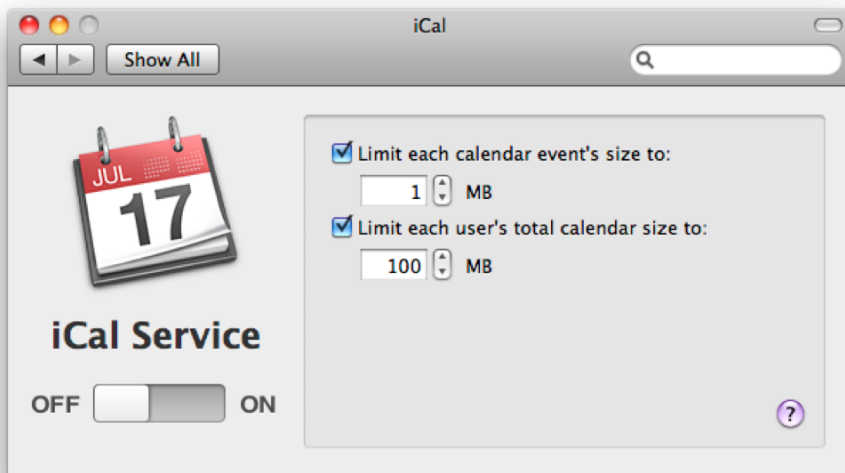 iCal
Show All
JUL
17
Limit each calendar event's size to:
1 MB
Limit each user's total calendar size to:
100 MB
iCal Service
OFF ON
?